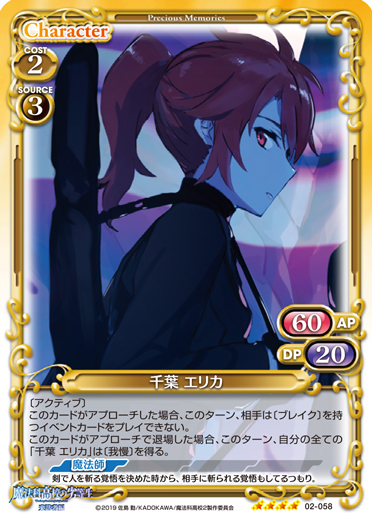 Precious Memories
Character
COST
2
SOURCE
3
60 AP
DP 20
千葉 エリカ
〔アクティブ〕
このカードがアプローチした場合、このターン、相手は〔ブレイク〕を持
つイベントカードをプレイできない。
このカードがアプローチで退場した場合、このターン、自分の全ての
「千葉 エリカ」は〔我慢〕を得る。
魔法師
剣で人を斬る覚悟を決めた時から、相手に斬られる覚悟もしてるつもり。
魔法科高校の劣等生
来訪者編
©2019 佐島 勤/KADOKAWA/魔法科高校2製作委員会
★★★★★ 02-058